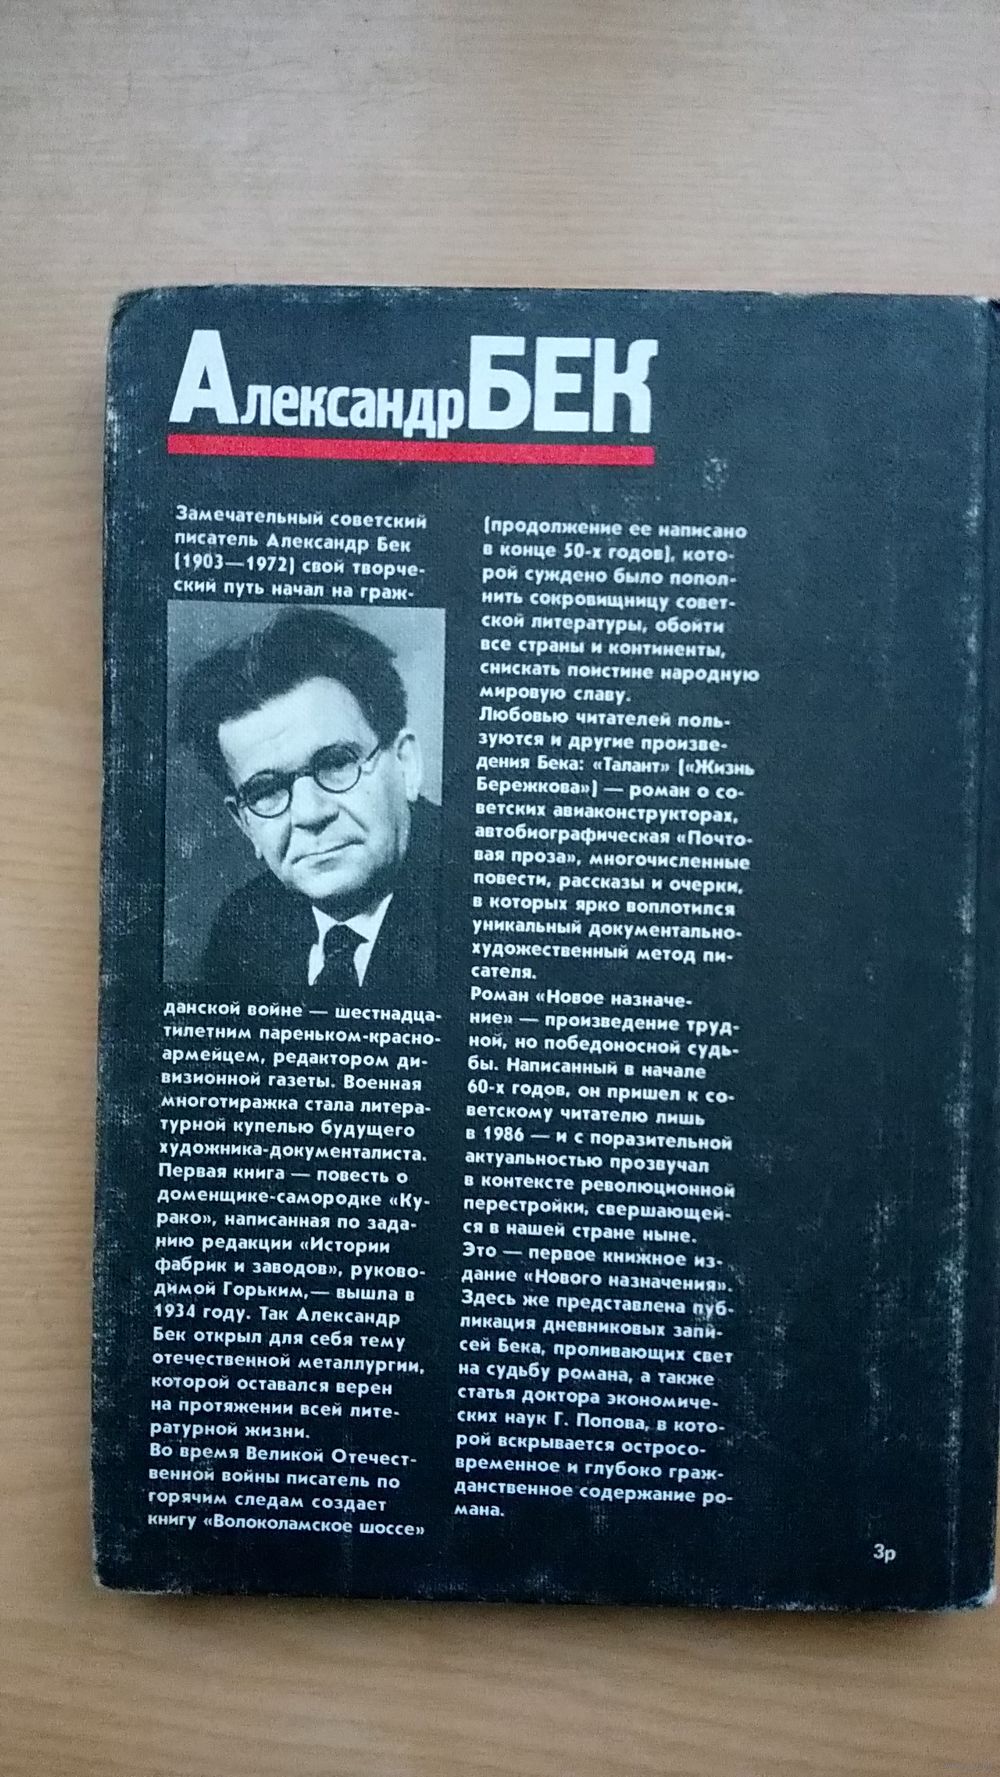 Александр БЕК
Замечательный советский
писатель Александр Бек
(1903—1972) свой творче-
ский путь начал на граж-
данской войне — шестнадца-
тилетним пареньком-красно-
армейцем, редактором ди-
визионной газеты. Военная
многотиражка стала литера-
турной купелью будущего
художника-документалиста.
Первая книга — повесть о
доменщике-самородке «Ку-
рако», написанная по зада-
нию редакции «Истории
фабрик и заводов», руково-
димой Горьким,— вышла в
1934 году. Так Александр
Бек открыл для себя тему
отечественной металлургии,
которой оставался верен
на протяжении всей лите-
ратурной жизни.
Во время Великой Отечест-
венной войны писатель по
горячим следам создает
книгу «Волоколамское шоссе»
(продолжение ее написано
в конце 50-х годов), кото-
рой суждено было попол-
нить сокровищницу совет-
ской литературы, обойти
все страны и континенты,
снискать поистине народную
мировую славу.
Любовью читателей поль-
зуются и другие произве-
дения Бека: «Талант» («Жизнь
Бережкова») — роман о со-
ветских авиаконструкторах,
автобиографическая «Почто-
вая проза», многочисленные
повести, рассказы и очерки,
в которых ярко воплотился
уникальный документально-
художественный метод пи-
сателя.
Роман «Новое назначе-
ние» — произведение труд-
ной, но победоносной судь-
бы. Написанный в начале
60-х годов, он пришел к со-
ветскому читателю лишь
в 1986 — и с поразительной
актуальностью прозвучал
в контексте революционной
перестройки, свершающей-
ся в нашей стране ныне.
Это — первое книжное из-
дание «Нового назначения».
Здесь же представлена пуб-
ликация дневниковых запи-
сей Бека, проливающих свет
на судьбу романа, а также
статья доктора экономиче-
ских наук Г. Попова, в кото-
рой вскрывается остросо-
временное и глубоко граж-
данственное содержание ро-
мана.
3р